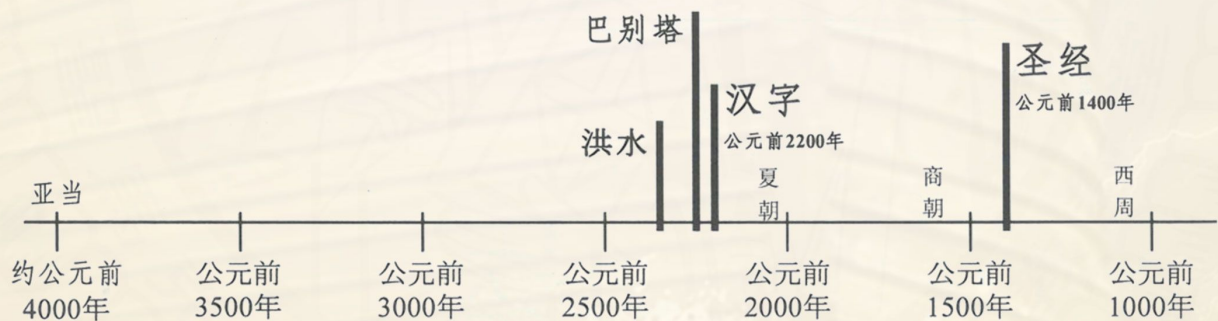 巴别塔
圣经
公元前1400年
汉字
公元前2200年
洪水
亚当
夏朝
商朝
西周
约公元前
4000年
公元前
3500年
公元前
3000年
公元前
2500年
公元前
2000年
公元前
1500年
公元前
1000年